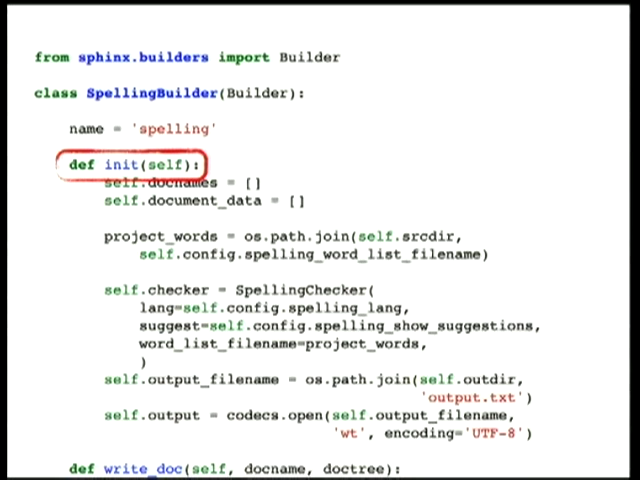 from sphinx.builders import Builder
class SpellingBuilder(Builder):
name = 'spelling'
def init(self):
self.docnames = []
self.document_data = []
project_words = os.path.join(self.srcdir,
self.config.spelling_word_list_filename)
self.checker = SpellingChecker(
lang=self.config.spelling_lang,
suggest=self.config.spelling_show_suggestions,
word_list_filename=project_words,
)
self.output_filename = os.path.join(self.outdir,
'output.txt')
self.output = codecs.open(self.output_filename,
'wt', encoding='UTF-8')
def write_doc(self, docname, doctree):